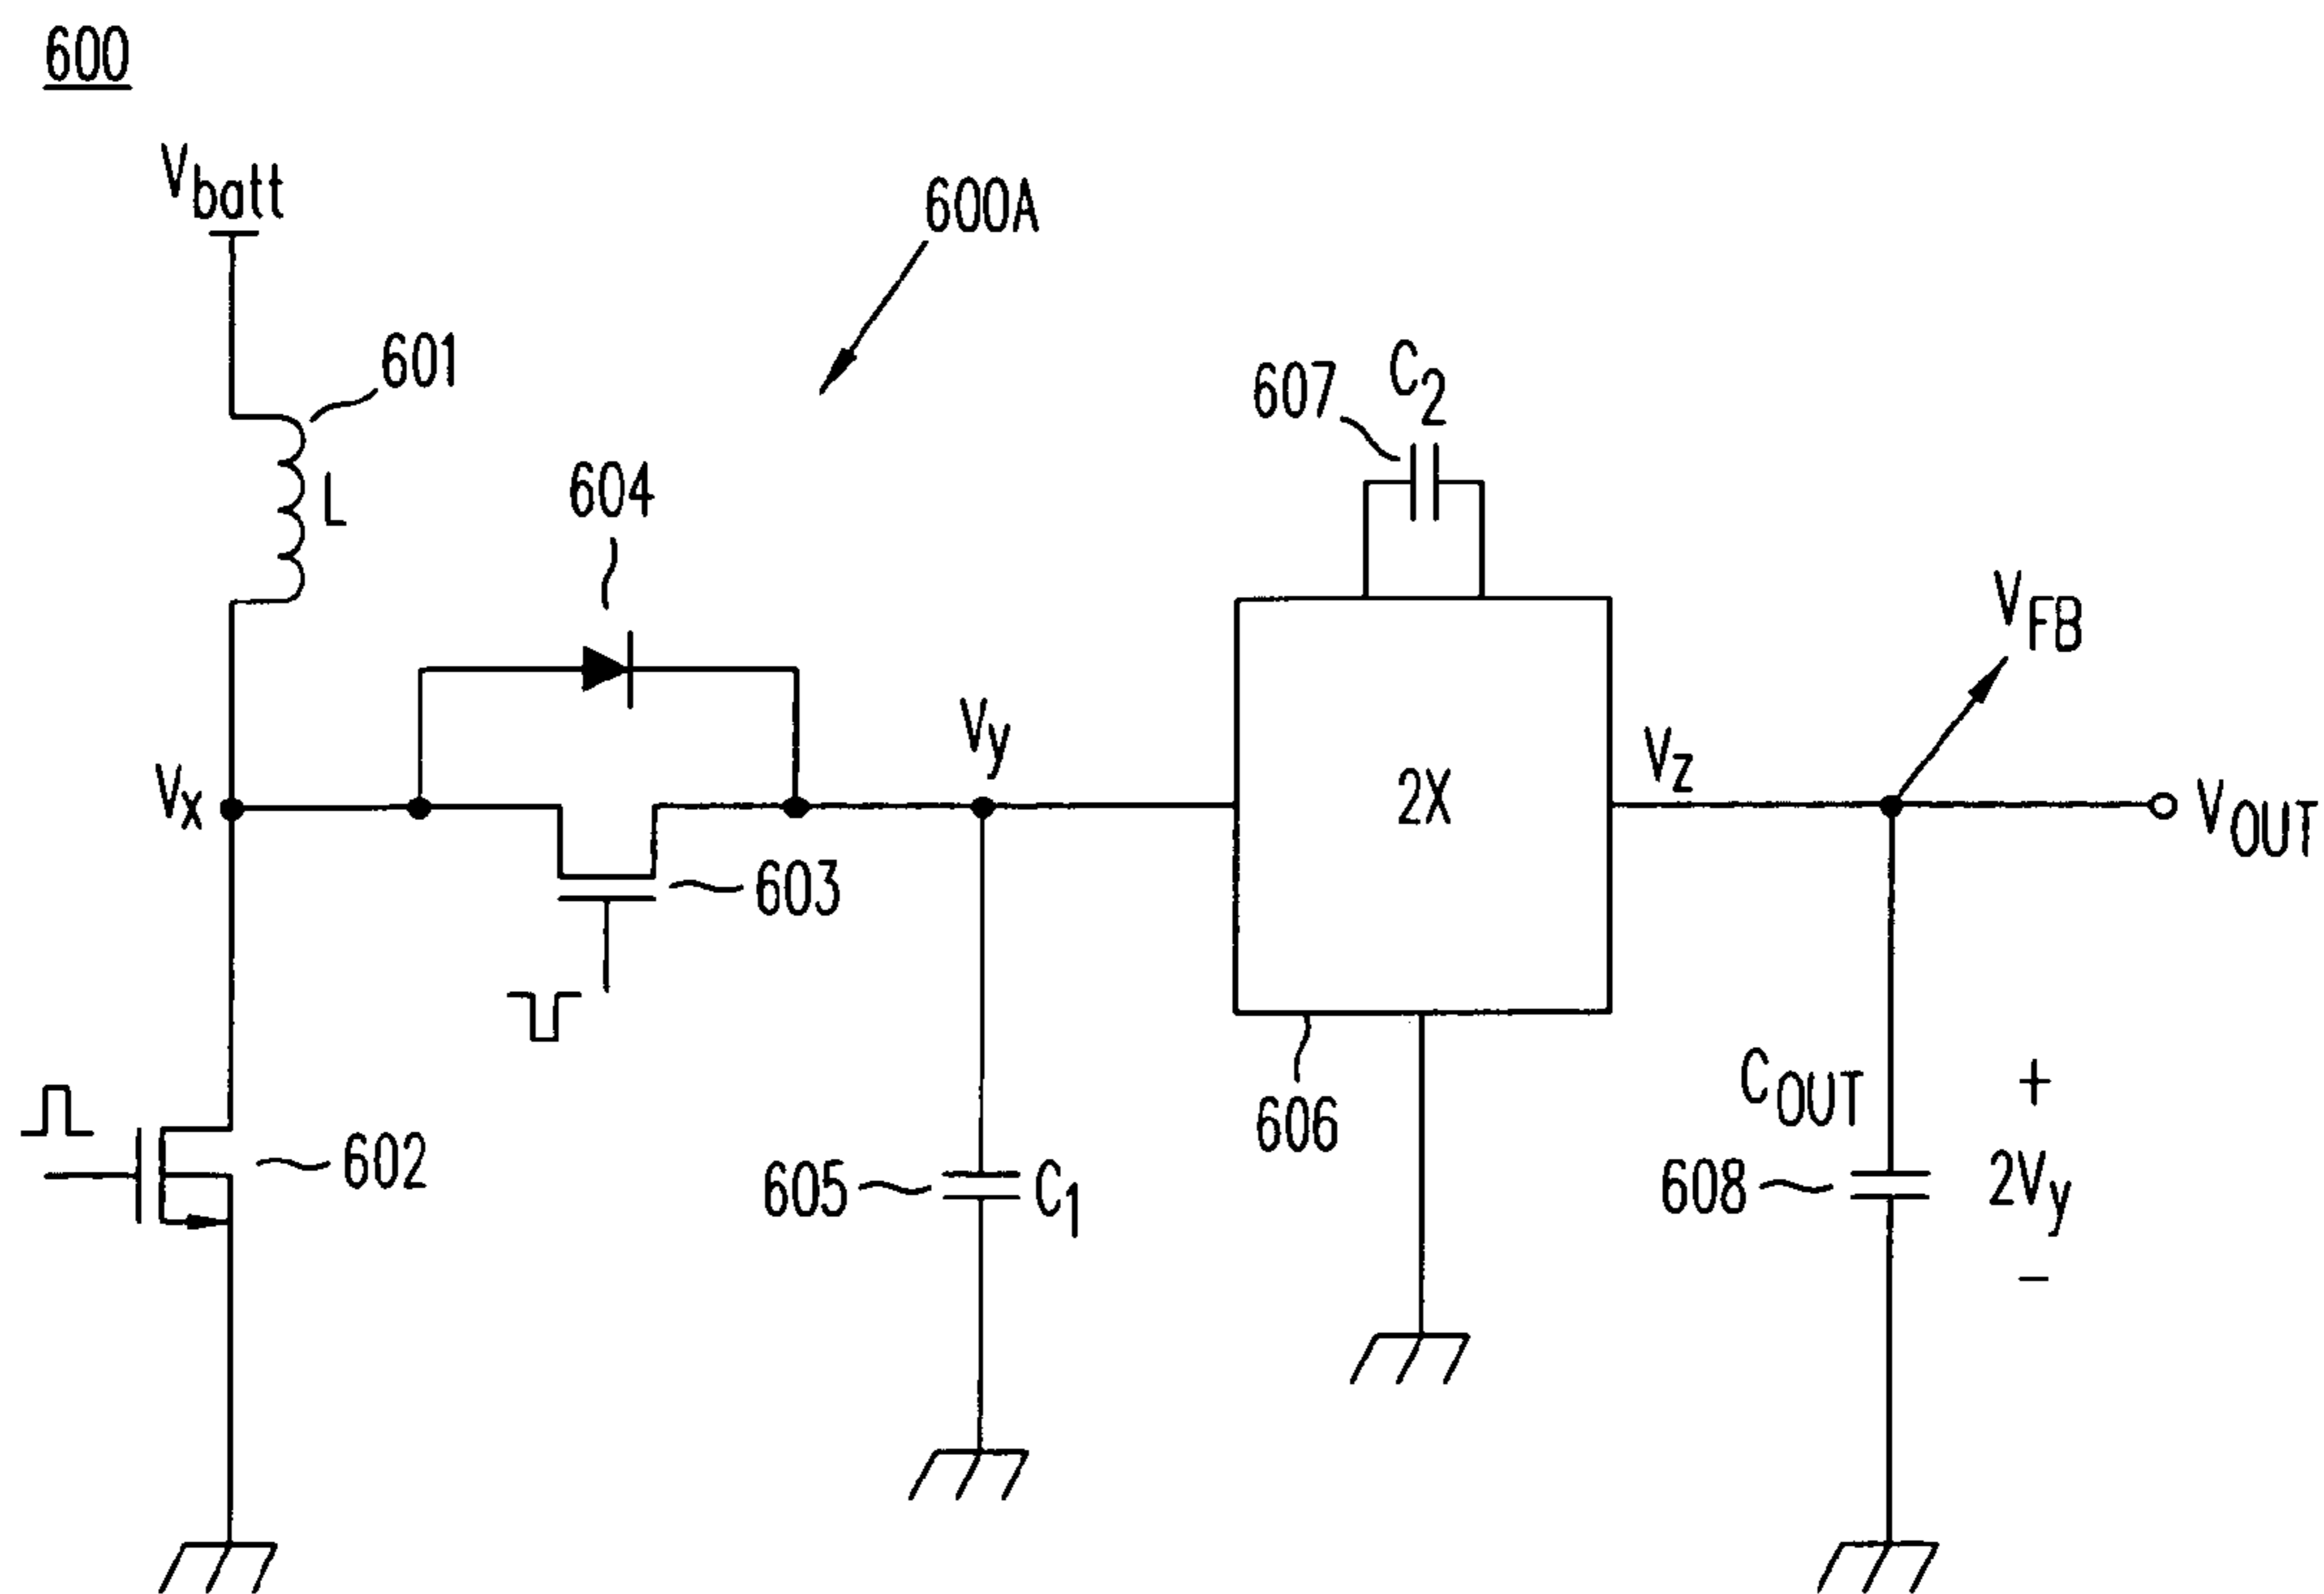 600
Vbatt
600A
601
L
604
607
C2
VFB
Vx
Vy
2X
Vz
VOUT
603
602
605
C1
606
COUT
608
+
2Vy
−